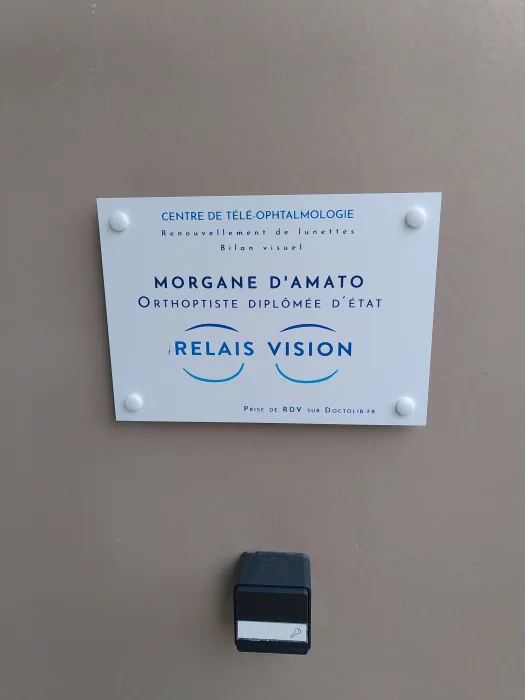 CENTRE DE TÉLÉ-OPHTALMOLOGIE
Renouvellement de lunettes
Bilan visuel
MORGANE D'AMATO
ORTHOPTISTE DIPLÔMÉE D'ÉTAT
RELAIS VISION
PRISE DE RDV SUR DOCTOLIB.FR